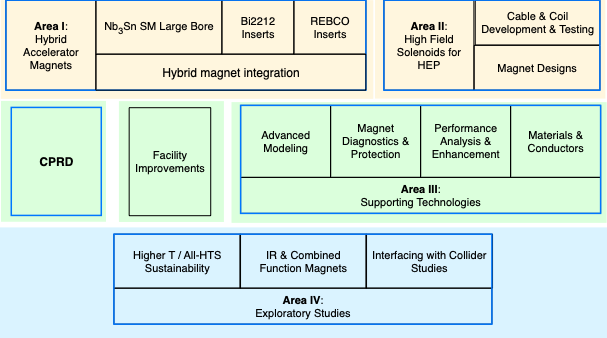 Area I:
Hybrid
Accelerator
Magnets
Nb3Sn SM Large Bore
Bi2212
Inserts
REBCO
Inserts
Hybrid magnet integration
Area II:
High Field
Solenoids for
HEP
Cable & Coil
Development & Testing
Magnet Designs
CPRD
Facility
Improvements
Advanced
Modeling
Magnet
Diagnostics &
Protection
Performance
Analysis &
Enhancement
Materials &
Conductors
Area III:
Supporting Technologies
Higher T / All-HTS
Sustainability
IR & Combined
Function Magnets
Interfacing with Collider
Studies
Area IV:
Exploratory Studies